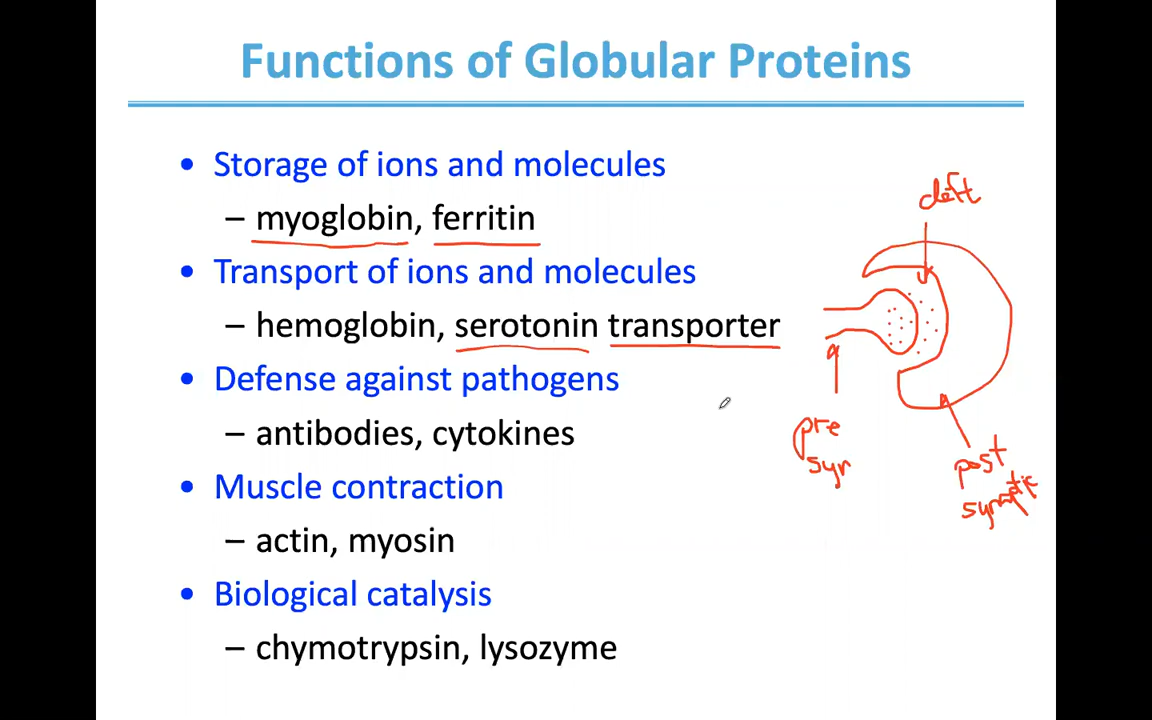 Functions of Globular Proteins
• Storage of ions and molecules
– myoglobin, ferritin
• Transport of ions and molecules
– hemoglobin, serotonin transporter
• Defense against pathogens
– antibodies, cytokines
• Muscle contraction
– actin, myosin
• Biological catalysis
– chymotrypsin, lysozyme
cleft
pre
syn
post
synaptic